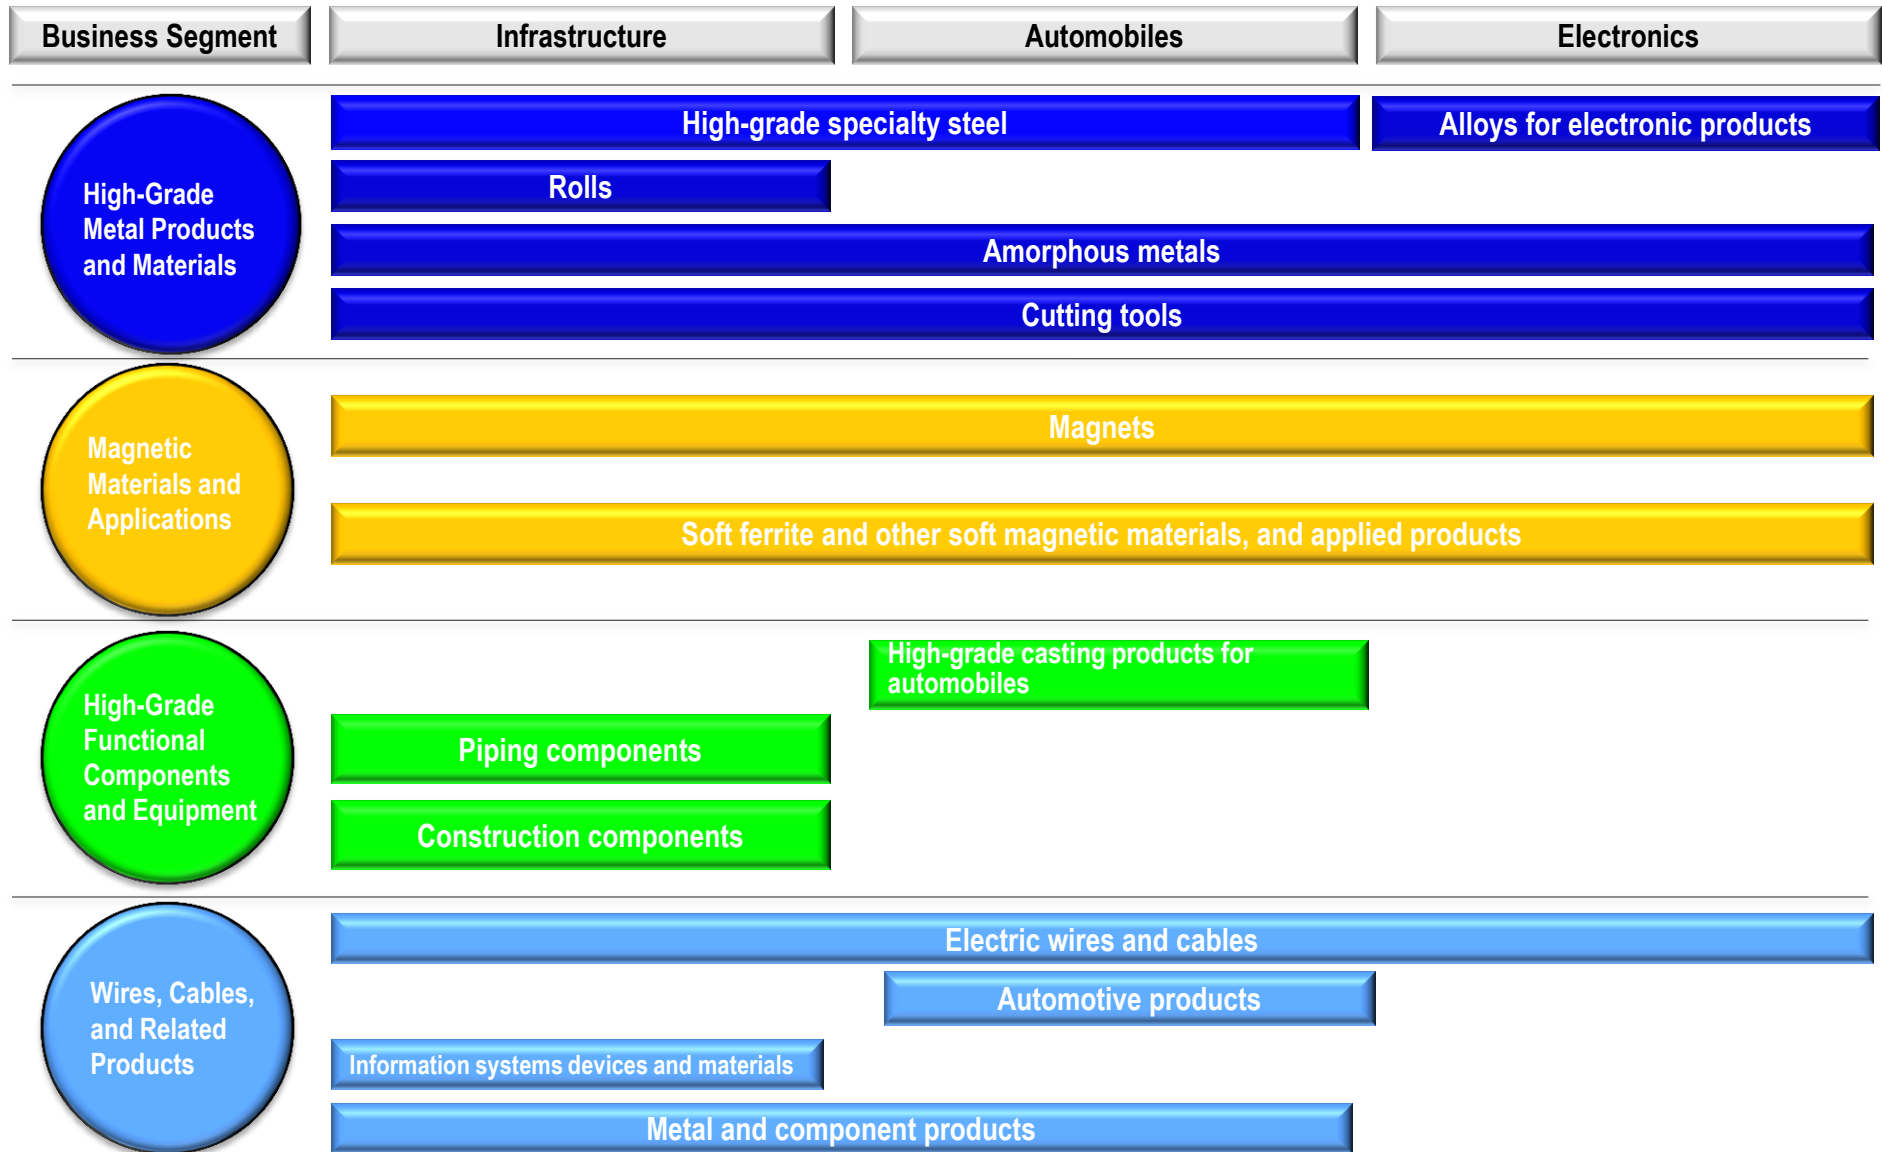 Business Segment
Infrastructure
Automobiles
Electronics
High-Grade
Metal Products
and Materials
High-grade specialty steel
Alloys for electronic products
Rolls
Amorphous metals
Cutting tools
Magnetic
Materials and
Applications
Magnets
Soft ferrite and other soft magnetic materials, and applied products
High-Grade
Functional
Components
and Equipment
High-grade casting products for
automobiles
Piping components
Construction components
Wires, Cables,
and Related
Products
Electric wires and cables
Automotive products
Information systems devices and materials
Metal and component products